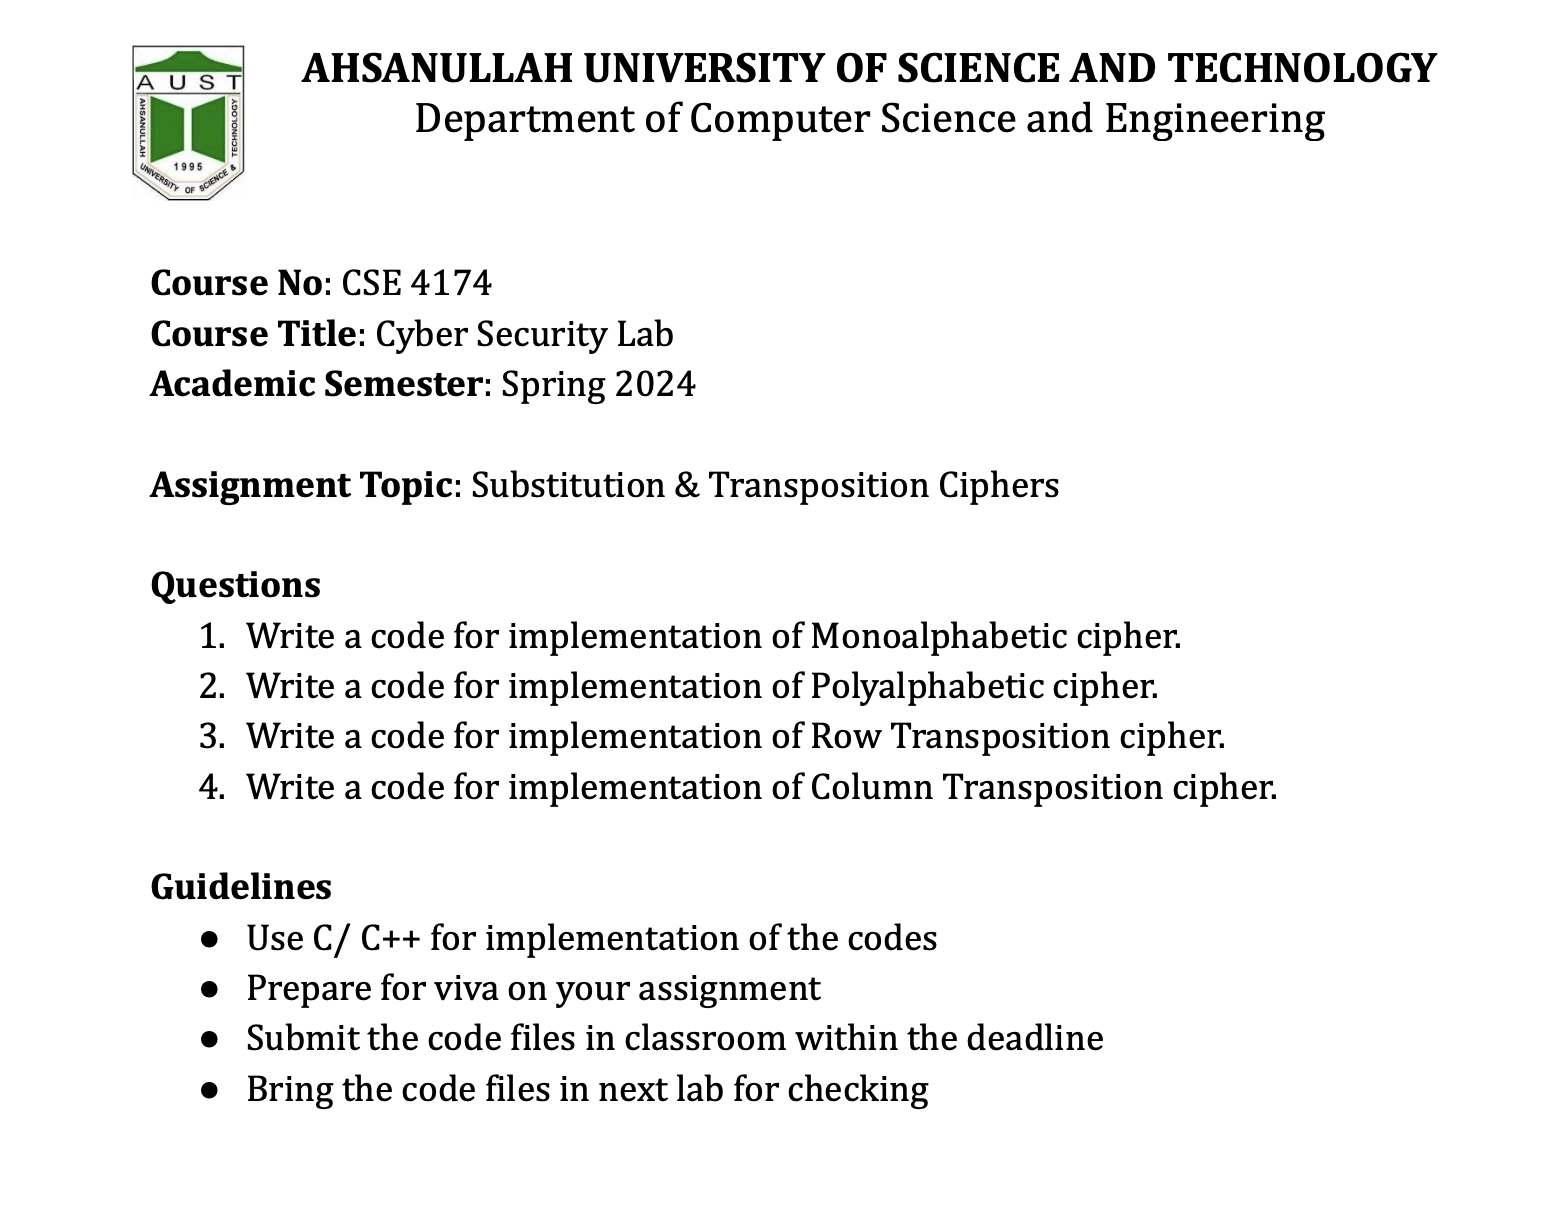 AUST
AHSANULLAH
TECHNOLOGY
1995
UNIVERSITY OF SCIENCE &
AHSANULLAH UNIVERSITY OF SCIENCE AND TECHNOLOGY
Department of Computer Science and Engineering
Course No: CSE 4174
Course Title: Cyber Security Lab
Academic Semester: Spring 2024
Assignment Topic: Substitution & Transposition Ciphers
Questions
1. Write a code for implementation of Monoalphabetic cipher.
2. Write a code for implementation of Polyalphabetic cipher.
3. Write a code for implementation of Row Transposition cipher.
4. Write a code for implementation of Column Transposition cipher.
Guidelines
● Use C/ C++ for implementation of the codes
● Prepare for viva on your assignment
● Submit the code files in classroom within the deadline
● Bring the code files in next lab for checking